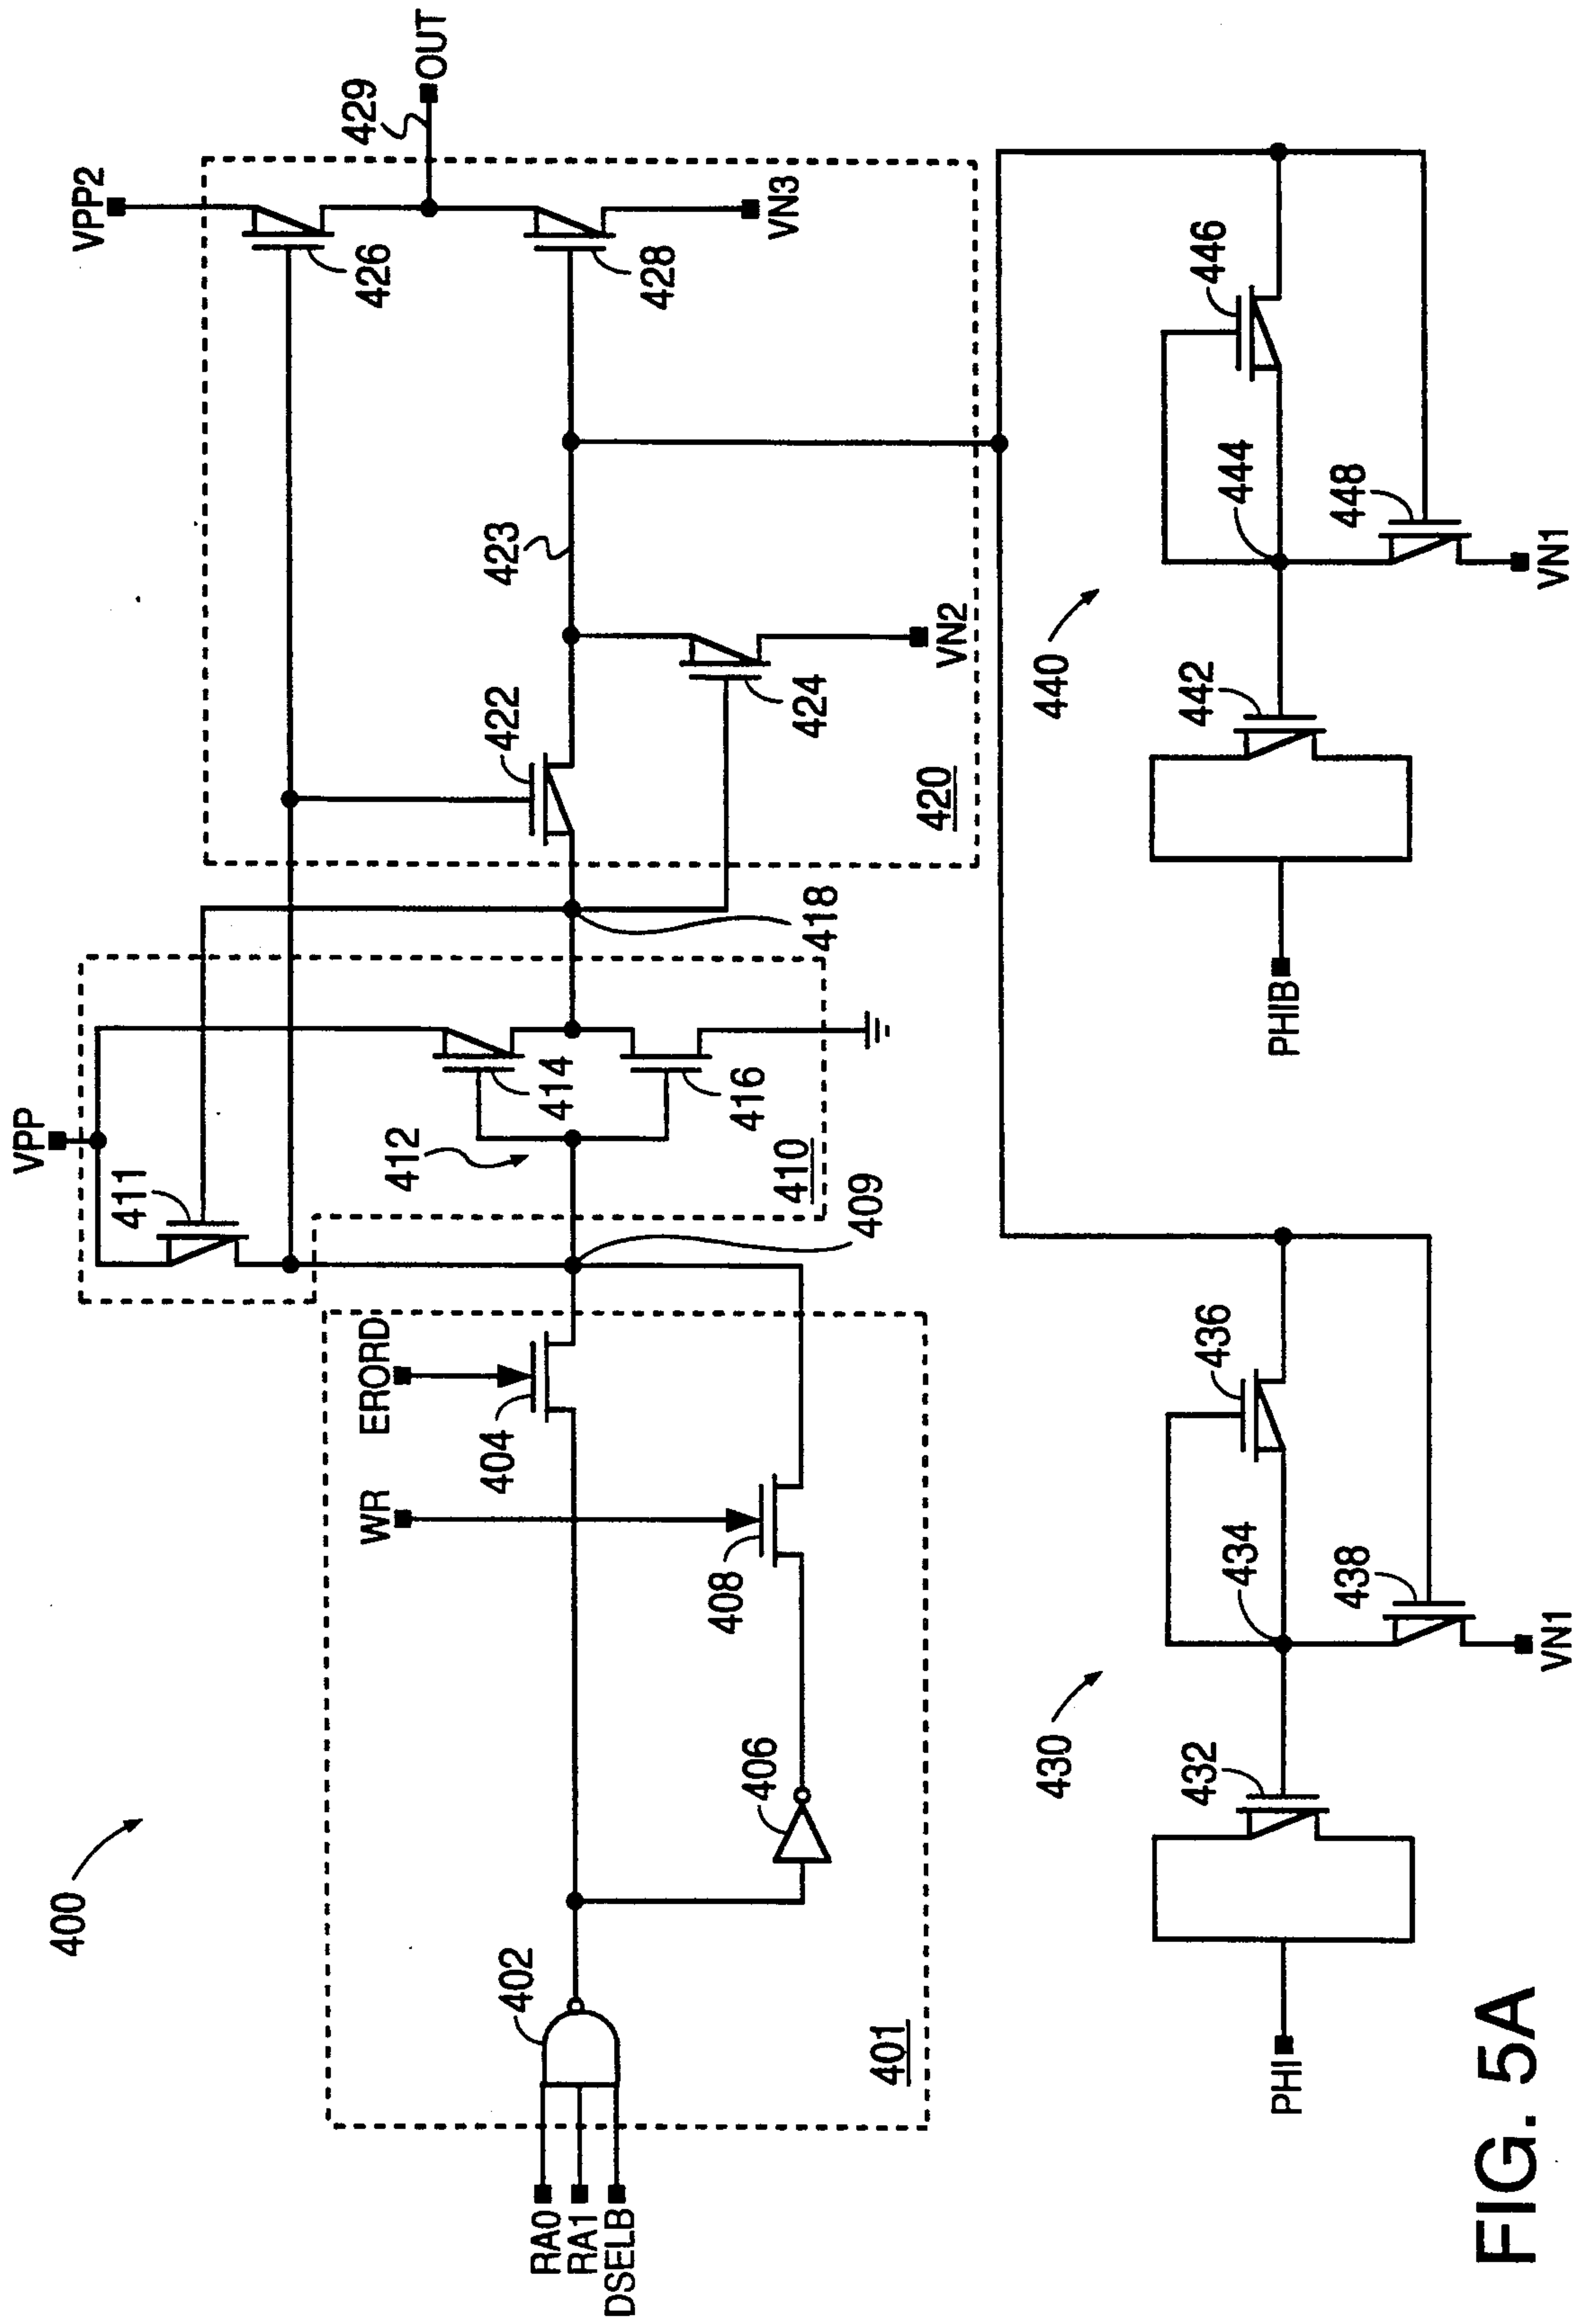 400
VPP
VPP2
411
429
OUT
426
WR
ERORD
412
414
422
423
428
402
404
416
VN3
406
408
410
418
424
409
420
VN2
RA0
RA1
DSELB
401
430
440
432
436
442
446
434
444
PHI
438
PHIB
448
VN1
VN1
FIG. 5A